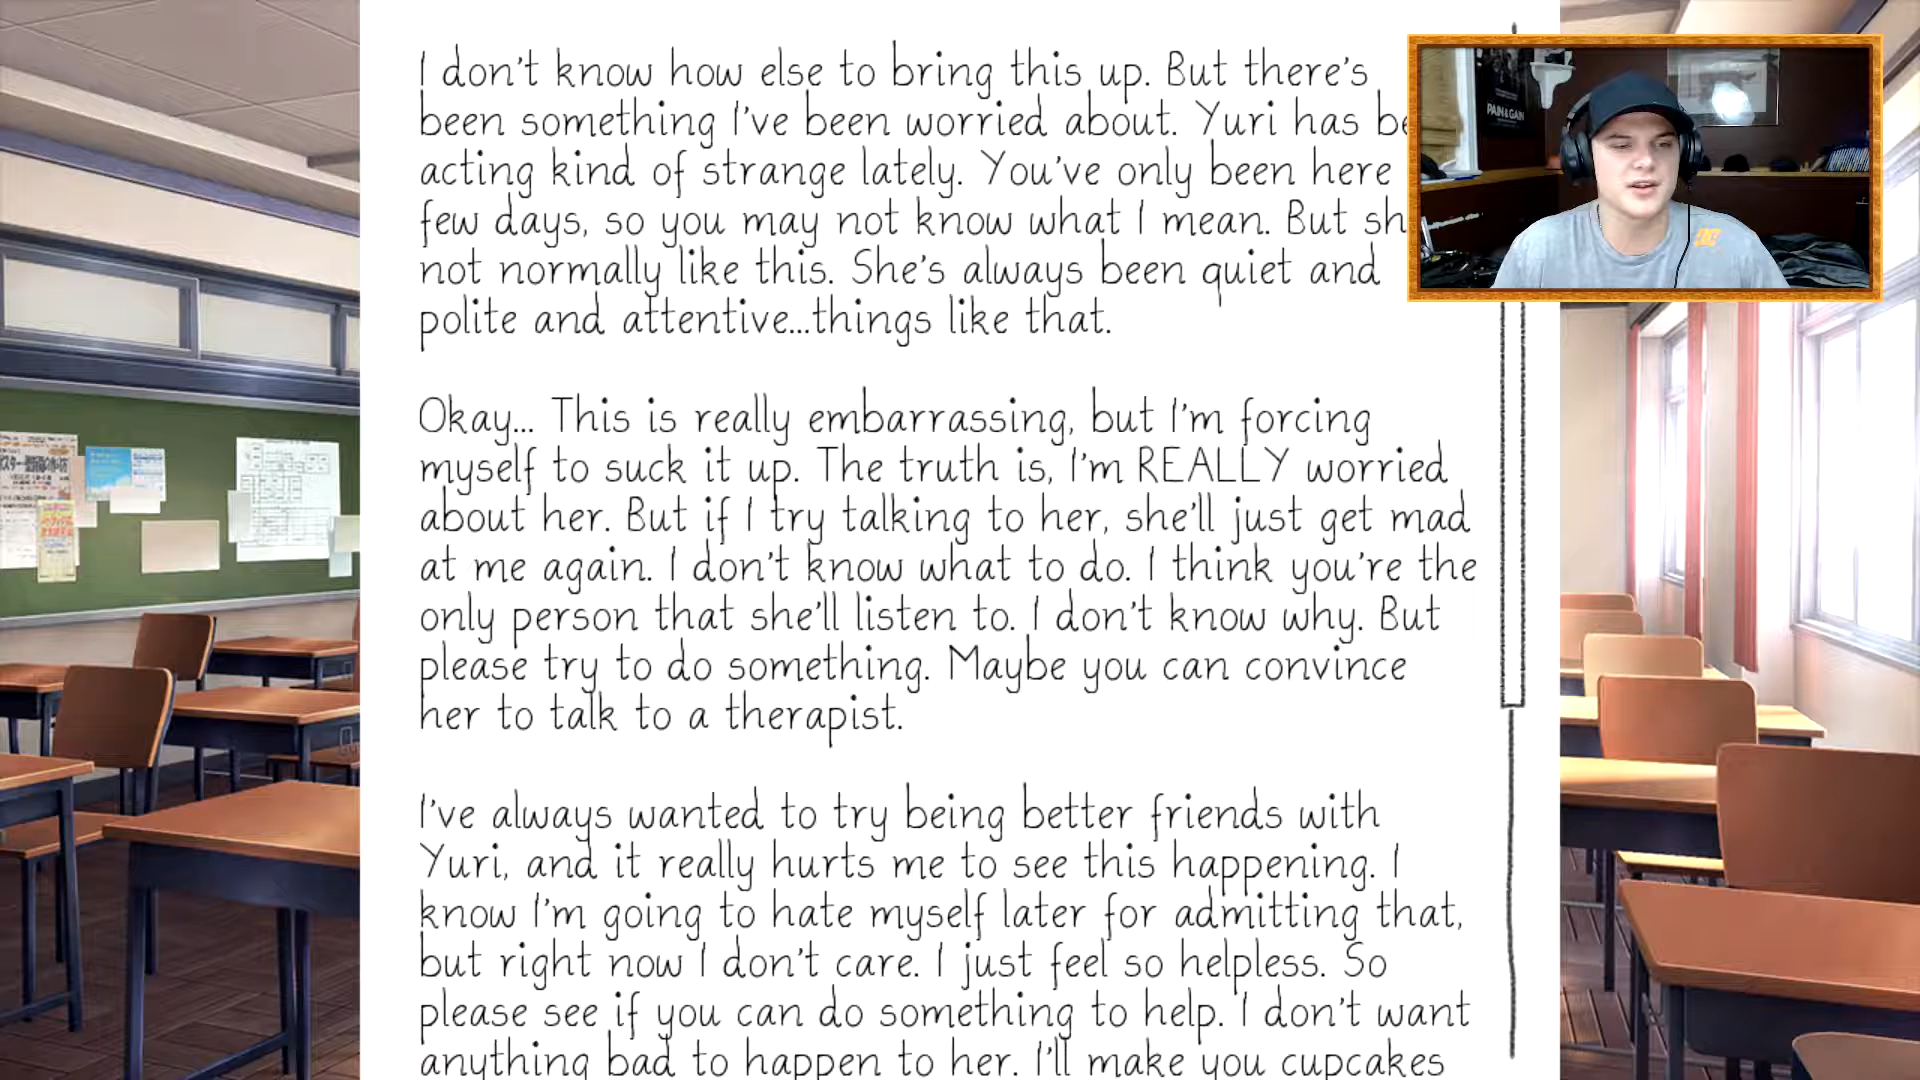 I don't know how else to bring this up. But there's
been something I've been worried about. Yuri has
acting kind of strange lately. You've only been here
few days, so you may not know what I mean. But
not normally like this. She's always been quiet and
polite and attentive...things like that.
Okay... This is really embarrassing, but I'm forcing
myself to suck it up. The truth is, I'm REALLY worried
about her. But if I try talking to her, she'll just get mad
at me again. I don't know what to do. I think you're the
only person that she'll listen to. I don't know why. But
please try to do something. Maybe you can convince
her to talk to a therapist.
I've always wanted to try being better friends with
Yuri, and it really hurts me to see this happening. I
know I'm going to hate myself later for admitting that,
but right now I don't care. I just feel so helpless. So
please see if you can do something to help. I don't want
anything bad to happen to her. I'll make you cupcakes
PAIN & GAIN